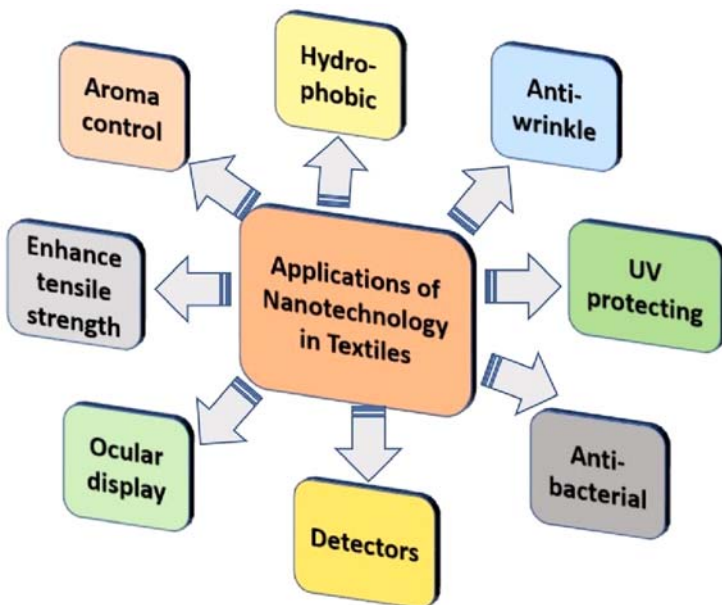 Hydro-
phobic
Anti-
wrinkle
UV
protecting
Anti-
bacterial
Detectors
Ocular
display
Enhance
tensile
strength
Aroma
control
Applications of
Nanotechnology
in Textiles